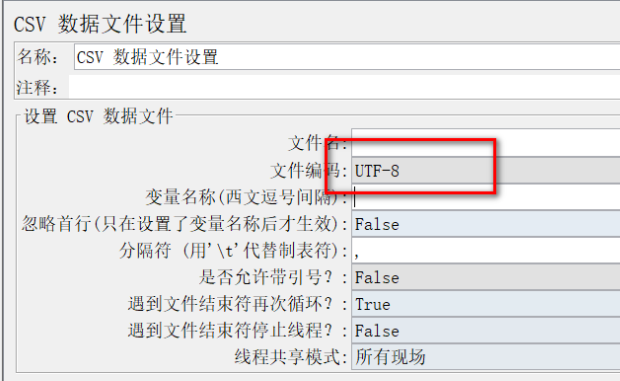 CSV 数据文件设置
名称: CSV 数据文件设置
注释:
设置 CSV 数据文件
文件名:
文件编码: UTF-8
变量名称(西文逗号间隔):
忽略首行(只在设置了变量名称后才生效): False
分隔符 (用'\t'代替制表符): ,
是否允许带引号?: False
遇到文件结束符再次循环?: True
遇到文件结束符停止线程?: False
线程共享模式: 所有现场